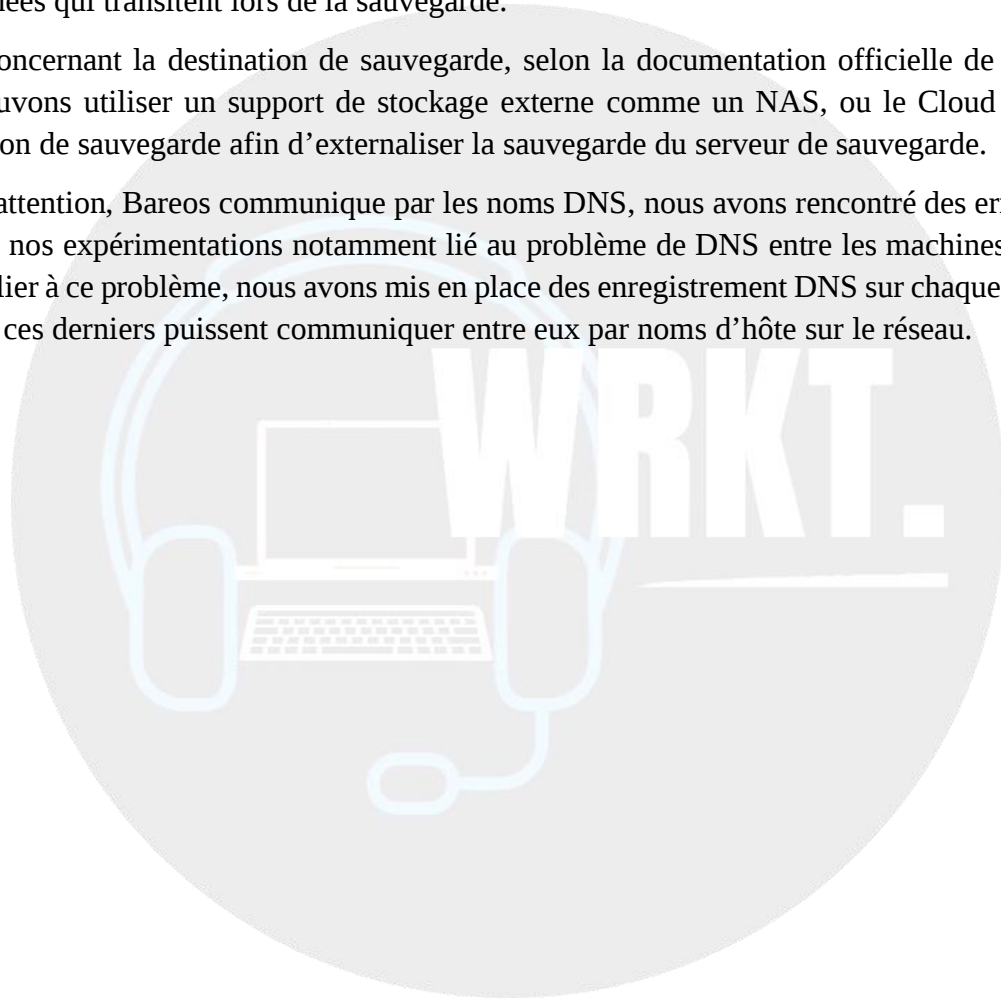 nées qui transitent lors de la sauvegarde.
oncernant la destination de sauvegarde, selon la documentation officielle de
uvons utiliser un support de stockage externe comme un NAS, ou le Cloud
on de sauvegarde afin d’externaliser la sauvegarde du serveur de sauvegarde.
attention, Bareos communique par les noms DNS, nous avons rencontré des er
nos expérimentations notamment lié au problème de DNS entre les machines
lier à ce problème, nous avons mis en place des enregistrement DNS sur chaque
ces derniers puissent communiquer entre eux par noms d’hôte sur le réseau.
WRKT.